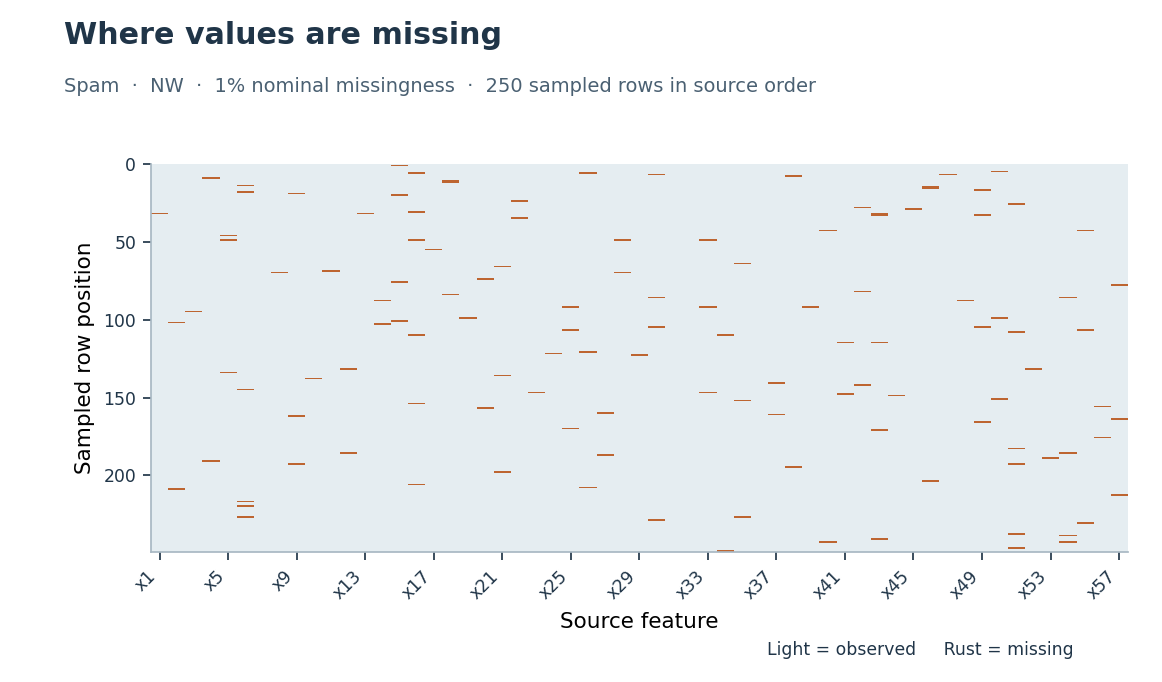 Where values are missing
Spam · NW · 1% nominal missingness · 250 sampled rows in source order
0
50
100
150
200
Sampled row position
x1 x5 x9 x13 x17 x21 x25 x29 x33 x37 x41 x45 x49 x53 x57
Source feature
Light = observed Rust = missing